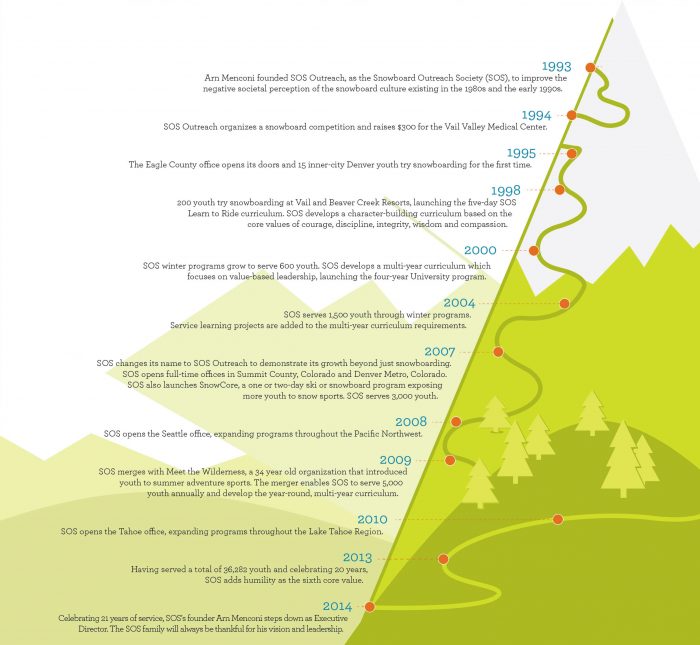 1993
Arn Menconi founded SOS Outreach, as the Snowboard Outreach Society (SOS), to improve the
negative societal perception of the snowboard culture existing in the 1980s and the early 1990s.
1994
SOS Outreach organizes a snowboard competition and raises $300 for the Vail Valley Medical Center.
1995
The Eagle County office opens its doors and 15 inner-city Denver youth try snowboarding for the first time.
1998
200 youth try snowboarding at Vail and Beaver Creek Resorts, launching the five-day SOS
Learn to Ride curriculum. SOS develops a character-building curriculum based on the
core values of courage, discipline, integrity, wisdom and compassion.
2000
SOS winter programs grow to serve 600 youth. SOS develops a multi-year curriculum which
focuses on value-based leadership, launching the four-year University program.
2004
SOS serves 1,500 youth through winter programs.
Service learning projects are added to the multi-year curriculum requirements.
2007
SOS changes its name to SOS Outreach to demonstrate its growth beyond just snowboarding.
SOS opens full-time offices in Summit County, Colorado and Denver Metro, Colorado.
SOS also launches SnowCore, a one or two-day ski or snowboard program exposing
more youth to snow sports. SOS serves 3,000 youth.
2008
SOS opens the Seattle office, expanding programs throughout the Pacific Northwest.
2009
SOS merges with Meet the Wilderness, a 34 year old organization that introduced
youth to summer adventure sports. The merger enables SOS to serve 5,000
youth annually and develop the year-round, multi-year curriculum.
2010
SOS opens the Tahoe office, expanding programs throughout the Lake Tahoe Region.
2013
Having served a total of 36,282 youth and celebrating 20 years,
SOS adds humility as the sixth core value.
2014
Celebrating 21 years of service, SOS's founder Arn Menconi steps down as Executive
Director. The SOS family will always be thankful for his vision and leadership.